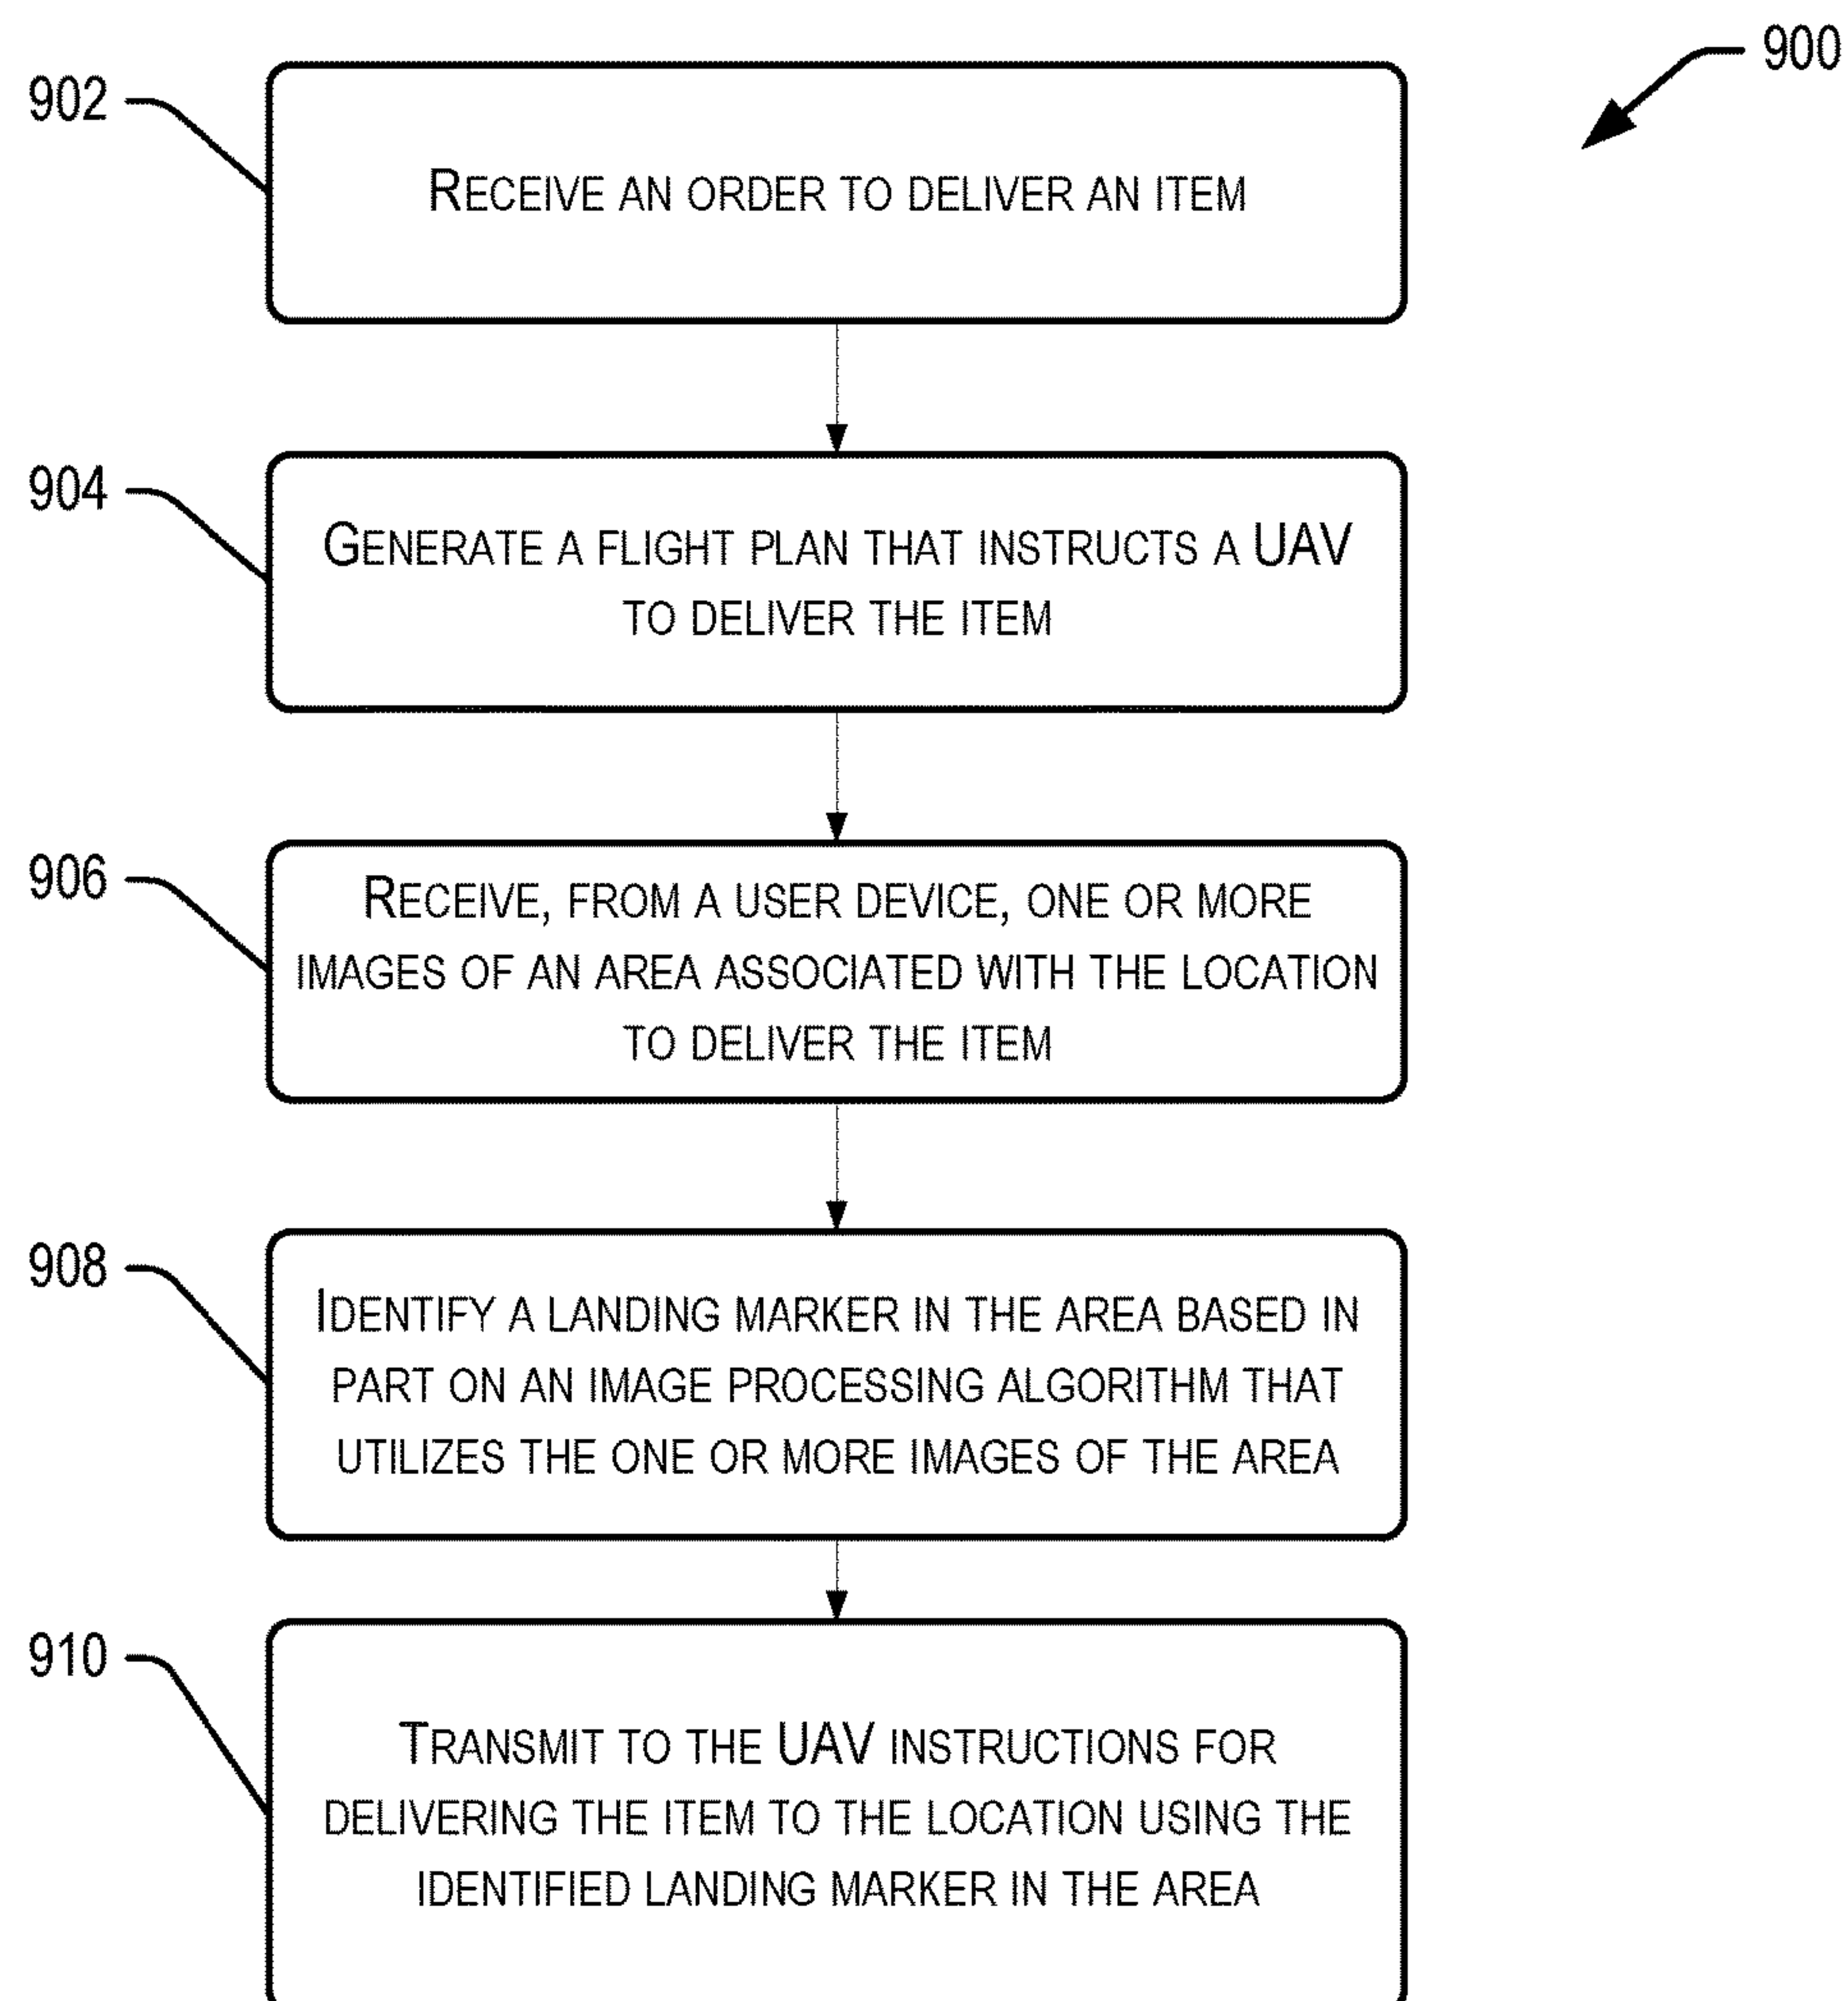 900
902
RECEIVE AN ORDER TO DELIVER AN ITEM
904
GENERATE A FLIGHT PLAN THAT INSTRUCTS A UAV
TO DELIVER THE ITEM
906
RECEIVE, FROM A USER DEVICE, ONE OR MORE
IMAGES OF AN AREA ASSOCIATED WITH THE LOCATION
TO DELIVER THE ITEM
908
IDENTIFY A LANDING MARKER IN THE AREA BASED IN
PART ON AN IMAGE PROCESSING ALGORITHM THAT
UTILIZES THE ONE OR MORE IMAGES OF THE AREA
910
TRANSMIT TO THE UAV INSTRUCTIONS FOR
DELIVERING THE ITEM TO THE LOCATION USING THE
IDENTIFIED LANDING MARKER IN THE AREA